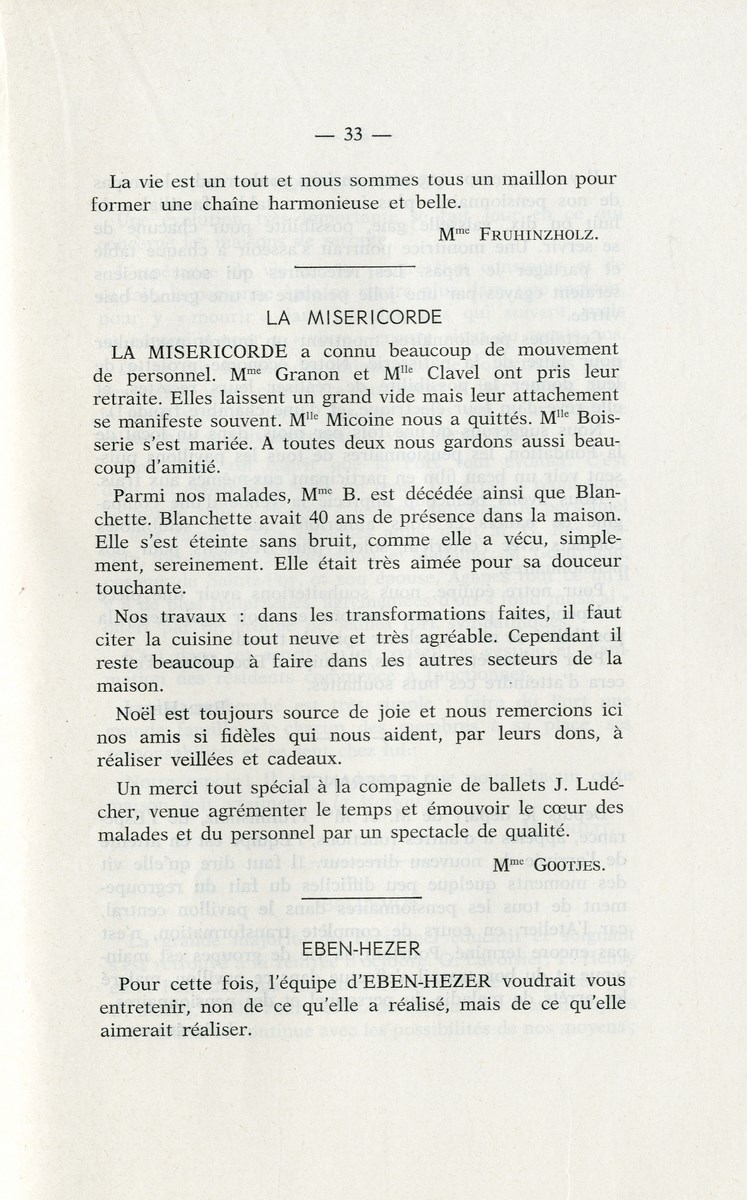 — 33 —
La vie est un tout et nous sommes tous un maillon pour
former une chaîne harmonieuse et belle.
Mme FRUHINZHOLZ.
LA MISERICORDE
LA MISERICORDE a connu beaucoup de mouvement
de personnel. Mme Granon et Mlle Clavel ont pris leur
retraite. Elles laissent un grand vide mais leur attachement
se manifeste souvent. Mlle Micoine nous a quittés. Mlle Bois-
serie s'est mariée. A toutes deux nous gardons aussi beau-
coup d'amitié.
Parmi nos malades, Mme B. est décédée ainsi que Blan-
chette. Blanchette avait 40 ans de présence dans la maison.
Elle s'est éteinte sans bruit, comme elle a vécu, simple-
ment, sereinement. Elle était très aimée pour sa douceur
touchante.
Nos travaux : dans les transformations faites, il faut
citer la cuisine tout neuve et très agréable. Cependant il
reste beaucoup à faire dans les autres secteurs de la
maison.
Noël est toujours source de joie et nous remercions ici
nos amis si fidèles qui nous aident, par leurs dons, à
réaliser veillées et cadeaux.
Un merci tout spécial à la compagnie de ballets J. Ludé-
cher, venue agrémenter le temps et émouvoir le cœur des
malades et du personnel par un spectacle de qualité.
Mme GOOTJES.
EBEN-HEZER
Pour cette fois, l'équipe d'EBEN-HEZER voudrait vous
entretenir, non de ce qu'elle a réalisé, mais de ce qu'elle
aimerait réaliser.